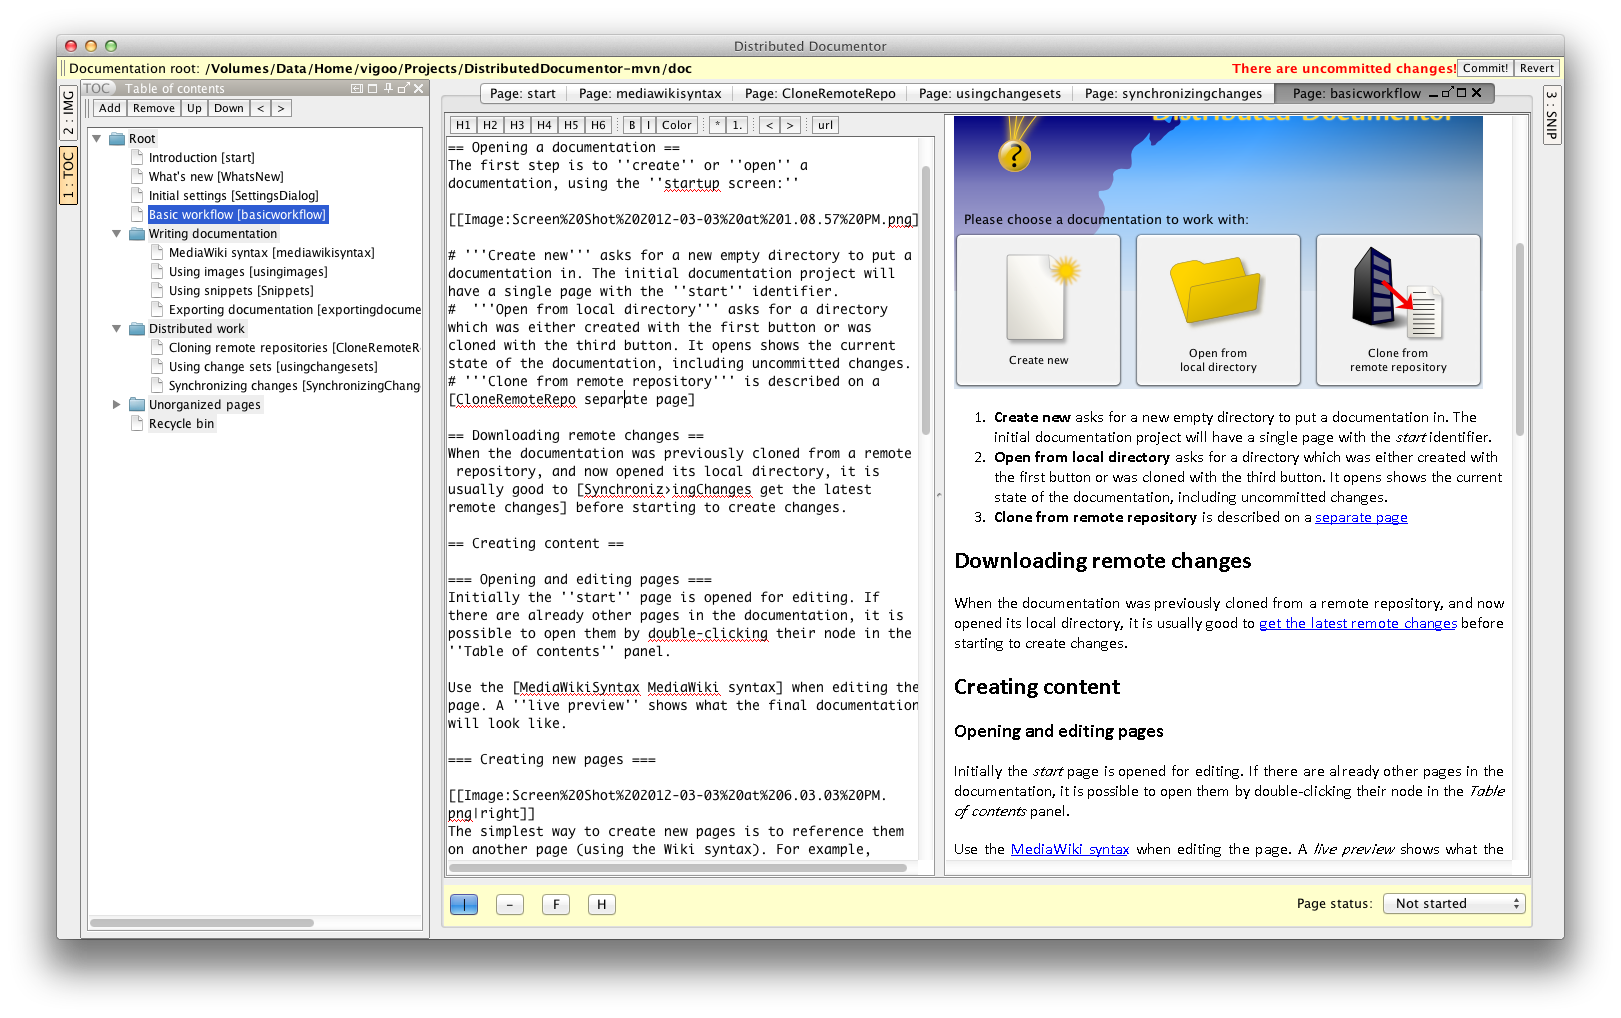 Distributed Documentor
Documentation root: /Volumes/Data/Home/vigoo/Projects/DistributedDocumentor-mvn/doc
There are uncommitted changes! Commit! Revert
2 : IMG
1 : TOC
TOC Table of contents
Add Remove Up Down < >
Root
Introduction [start]
What's new [WhatsNew]
Initial settings [SettingsDialog]
Basic workflow [basicworkflow]
Writing documentation
MediaWiki syntax [mediawikisyntax]
Using images [usingimages]
Using snippets [Snippets]
Exporting documentation [exportingdocume
Distributed work
Cloning remote repositories [CloneRemoteR
Using change sets [usingchangesets]
Synchronizing changes [SynchronizingChang
Unorganized pages
Recycle bin
Page: start Page: mediawikisyntax Page: CloneRemoteRepo Page: usingchangesets Page: synchronizingchanges Page: basicworkflow
H1 H2 H3 H4 H5 H6 B I Color * 1. < > url
== Opening a documentation ==
The first step is to ''create'' or ''open'' a
documentation, using the ''startup screen:''
[[Image:Screen%20Shot%202012-03-03%20at%201.08.57%20PM.png]
# '''Create new''' asks for a new empty directory to put a
documentation in. The initial documentation project will
have a single page with the ''start'' identifier.
# '''Open from local directory''' asks for a directory
which was either created with the first button or was
cloned with the third button. It opens shows the current
state of the documentation, including uncommitted changes.
# '''Clone from remote repository''' is described on a
[CloneRemoteRepo separate page]
== Downloading remote changes ==
When the documentation was previously cloned from a remote
repository, and now opened its local directory, it is
usually good to [Synchroniz›ingChanges get the latest
remote changes] before starting to create changes.
== Creating content ==
=== Opening and editing pages ===
Initially the ''start'' page is opened for editing. If
there are already other pages in the documentation, it is
possible to open them by double-clicking their node in the
''Table of contents'' panel.
Use the [MediaWikiSyntax MediaWiki syntax] when editing the
page. A ''live preview'' shows what the final documentation
will look like.
=== Creating new pages ===
[[Image:Screen%20Shot%202012-03-03%20at%206.03.03%20PM.
png|right]]
The simplest way to create new pages is to reference them
on another page (using the Wiki syntax). For example,
Distributed Documentor
?
Please choose a documentation to work with:
Create new
Open from
local directory
Clone from
remote repository
1. Create new asks for a new empty directory to put a documentation in. The
initial documentation project will have a single page with the start identifier.
2. Open from local directory asks for a directory which was either created with
the first button or was cloned with the third button. It opens shows the current
state of the documentation, including uncommitted changes.
3. Clone from remote repository is described on a separate page
Downloading remote changes
When the documentation was previously cloned from a remote repository, and now
opened its local directory, it is usually good to get the latest remote changes before
starting to create changes.
Creating content
Opening and editing pages
Initially the start page is opened for editing. If there are already other pages in the
documentation, it is possible to open them by double-clicking their node in the Table
of contents panel.
Use the MediaWiki syntax when editing the page. A live preview shows what the
3 : SNIP
| - F H
Page status: Not started